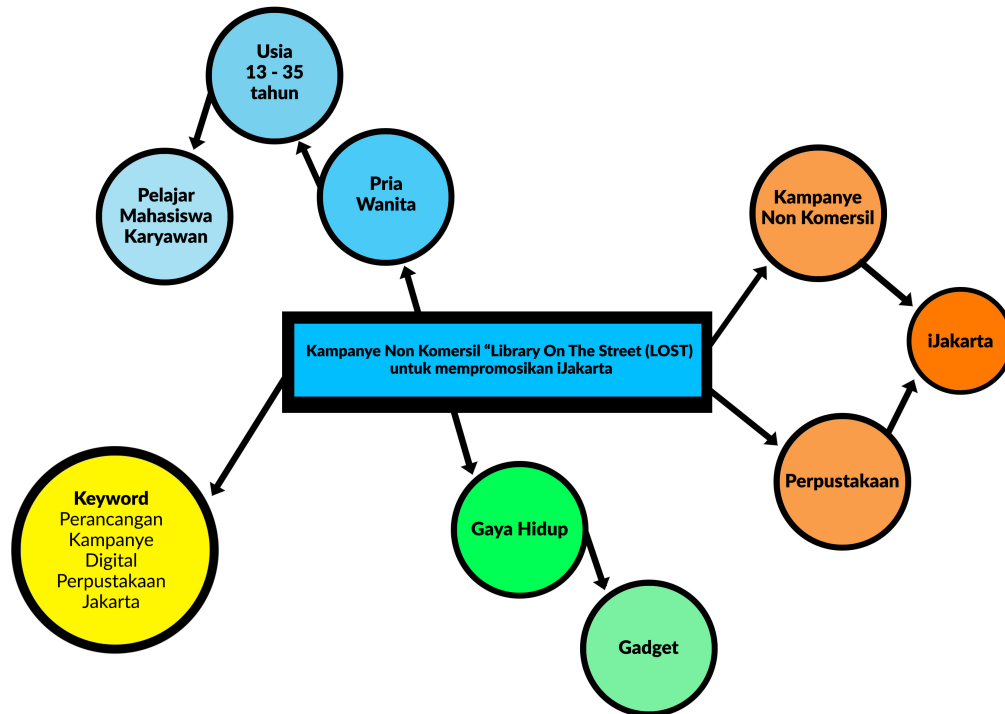 Usia
13 - 35
tahun
Pelajar
Mahasiswa
Karyawan
Pria
Wanita
Kampanye
Non Komersil
iJakarta
Kampanye Non Komersil “Library On The Street (LOST)
untuk mempromosikan iJakarta
Perpustakaan
Keyword
Perancangan
Kampanye
Digital
Perpustakaan
Jakarta
Gaya Hidup
Gadget